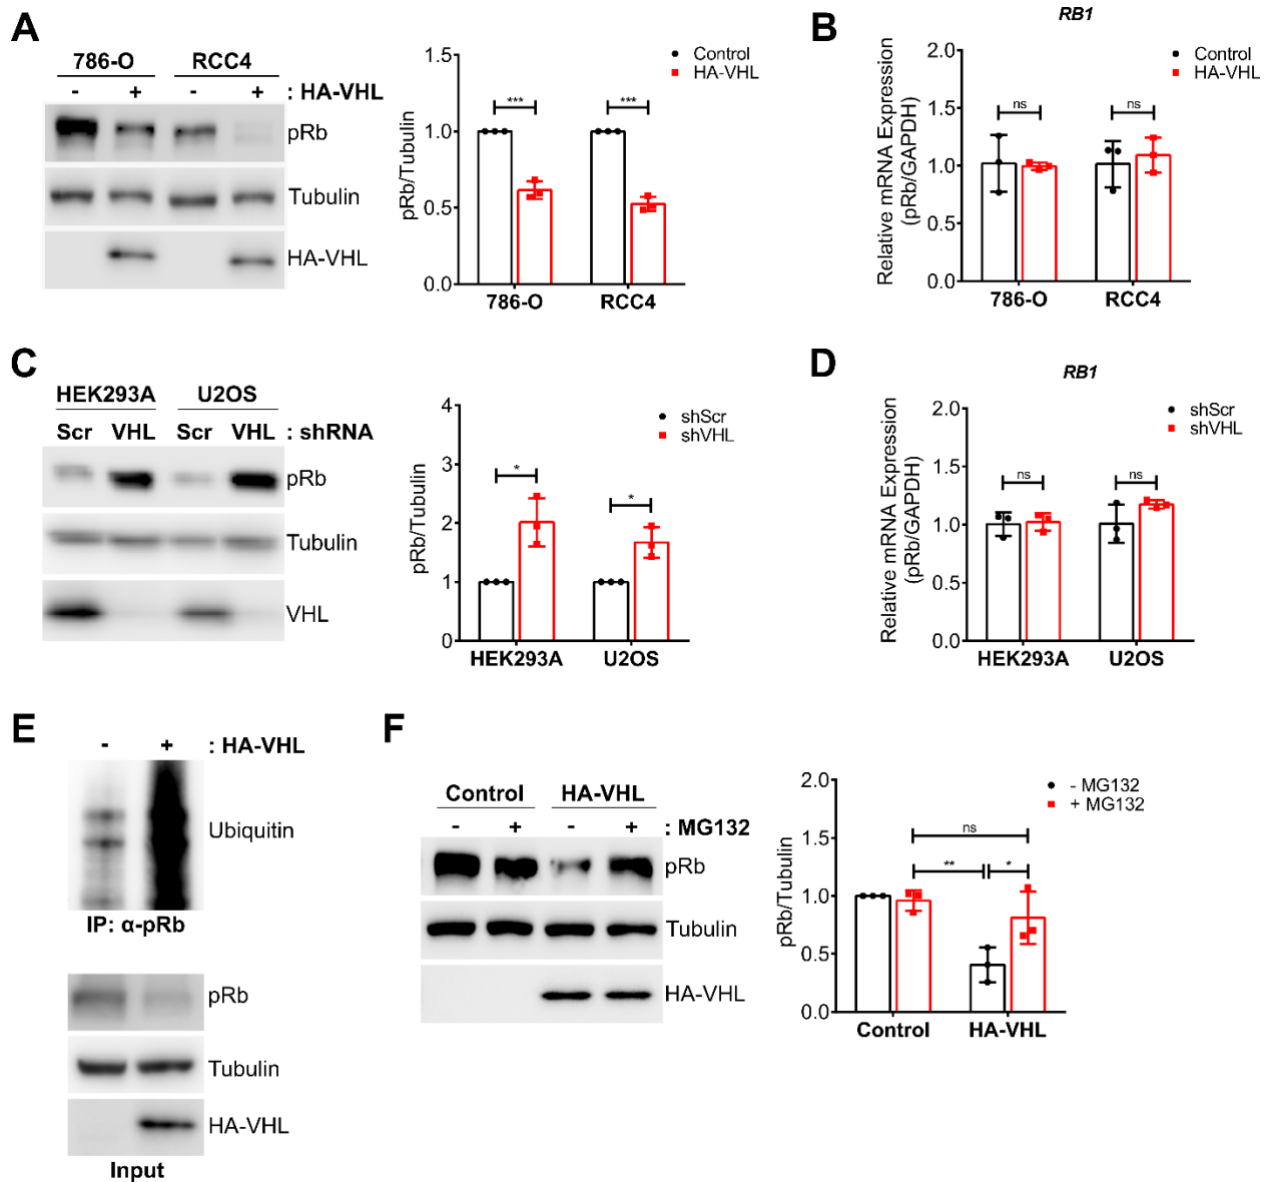 A
786-O RCC4
- + - + : HA-VHL
pRb
Tubulin
HA-VHL
1.5
1.0
0.5
0.0
pRb/Tubulin
*** ***
Control
HA-VHL
786-O RCC4
B
RB1
2.0
1.5
1.0
0.5
0.0
Relative mRNA Expression
(pRb/GAPDH)
ns ns
Control
HA-VHL
786-O RCC4
C
HEK293A U2OS
Scr VHL Scr VHL : shRNA
pRb
Tubulin
VHL
4
3
2
1
0
pRb/Tubulin
* *
shScr
shVHL
HEK293A U2OS
D
RB1
2.0
1.5
1.0
0.5
0.0
Relative mRNA Expression
(pRb/GAPDH)
ns ns
shScr
shVHL
HEK293A U2OS
E
- + : HA-VHL
Ubiquitin
IP: α-pRb
pRb
Tubulin
HA-VHL
Input
F
Control HA-VHL
- + - + : MG132
pRb
Tubulin
HA-VHL
2.0
1.5
1.0
0.5
0.0
pRb/Tubulin
ns
** *
- MG132
+ MG132
Control HA-VHL